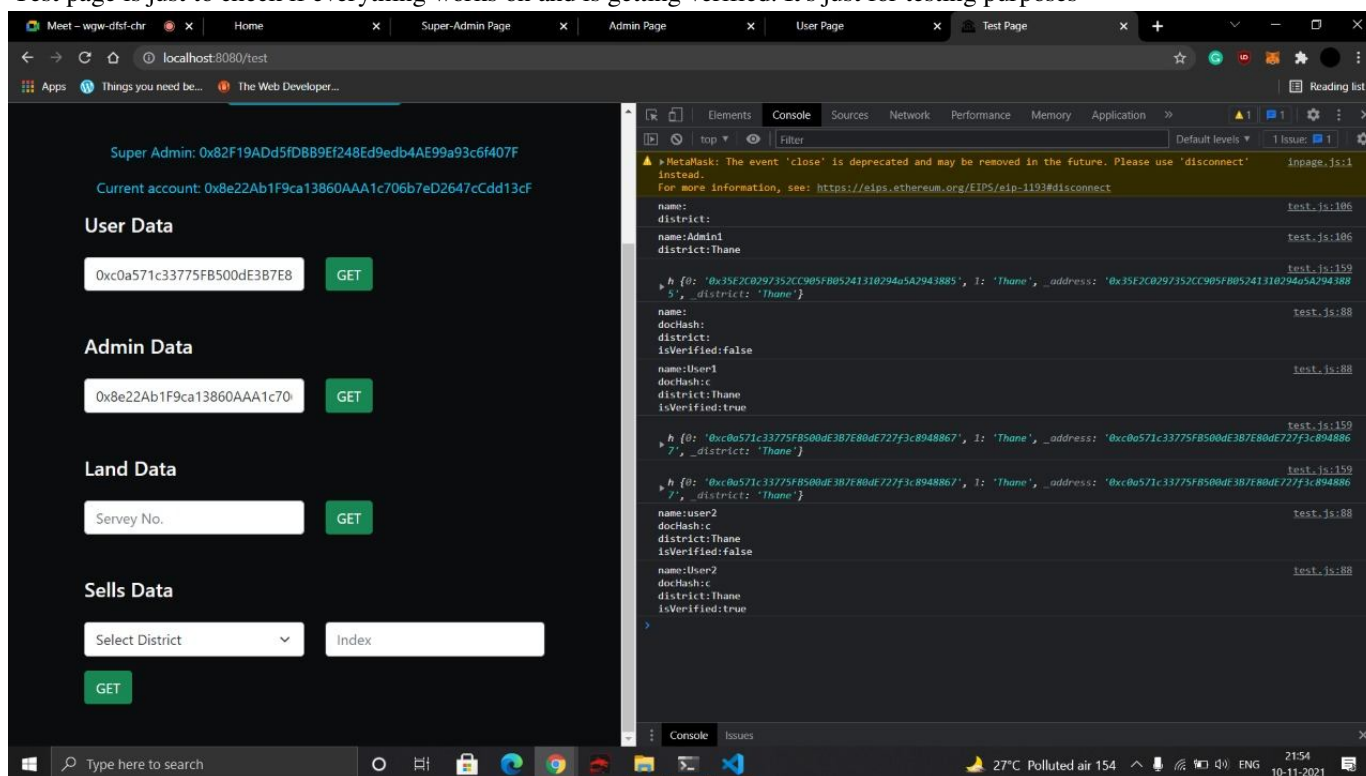 Test page is just to check if everything works on and is getting verified. It's just for testing purposes
Meet – wgw-dfsf-chr
Home
Super-Admin Page
Admin Page
User Page
Test Page
localhost:8080/test
Apps
Things you need be...
The Web Developer...
Reading list
Super Admin: 0x82F19ADd5fDBB9Ef248Ed9edb4AE99a93c6f407F
Current account: 0x8e22Ab1F9ca13860AAA1c706b7eD2647cCdd13cF
User Data
0xc0a571c33775FB500dE3B7E8
GET
Admin Data
0x8e22Ab1F9ca13860AAA1c70
GET
Land Data
Servey No.
GET
Sells Data
Select District
Index
GET
Elements Console Sources Network Performance Memory Application » 1 1
top Filter Default levels 1 Issue: 1
MetaMask: The event 'close' is deprecated and may be removed in the future. Please use 'disconnect' inpage.js:1
instead.
For more information, see: https://eips.ethereum.org/EIPS/eip-1193#disconnect
name: test.js:106
district:
name:Admin1 test.js:106
district:Thane
test.js:159
h {0: '0x35E2C0297352CC905FB05241310294a5A2943885', 1: 'Thane', _address: '0x35E2C0297352CC905FB05241310294a5A294388
5', _district: 'Thane'}
name: test.js:88
docHash:
district:
isVerified:false
name:User1 test.js:88
docHash:c
district:Thane
isVerified:true
test.js:159
h {0: '0xc0a571c33775FB500dE3B7E80dE727f3c8948867', 1: 'Thane', _address: '0xc0a571c33775FB500dE3B7E80dE727f3c894886
7', _district: 'Thane'}
test.js:159
h {0: '0xc0a571c33775FB500dE3B7E80dE727f3c8948867', 1: 'Thane', _address: '0xc0a571c33775FB500dE3B7E80dE727f3c894886
7', _district: 'Thane'}
name:user2 test.js:88
docHash:c
district:Thane
isVerified:false
name:User2 test.js:88
docHash:c
district:Thane
isVerified:true
Console Issues
Type here to search
27°C Polluted air 154
ENG
21:54
10-11-2021